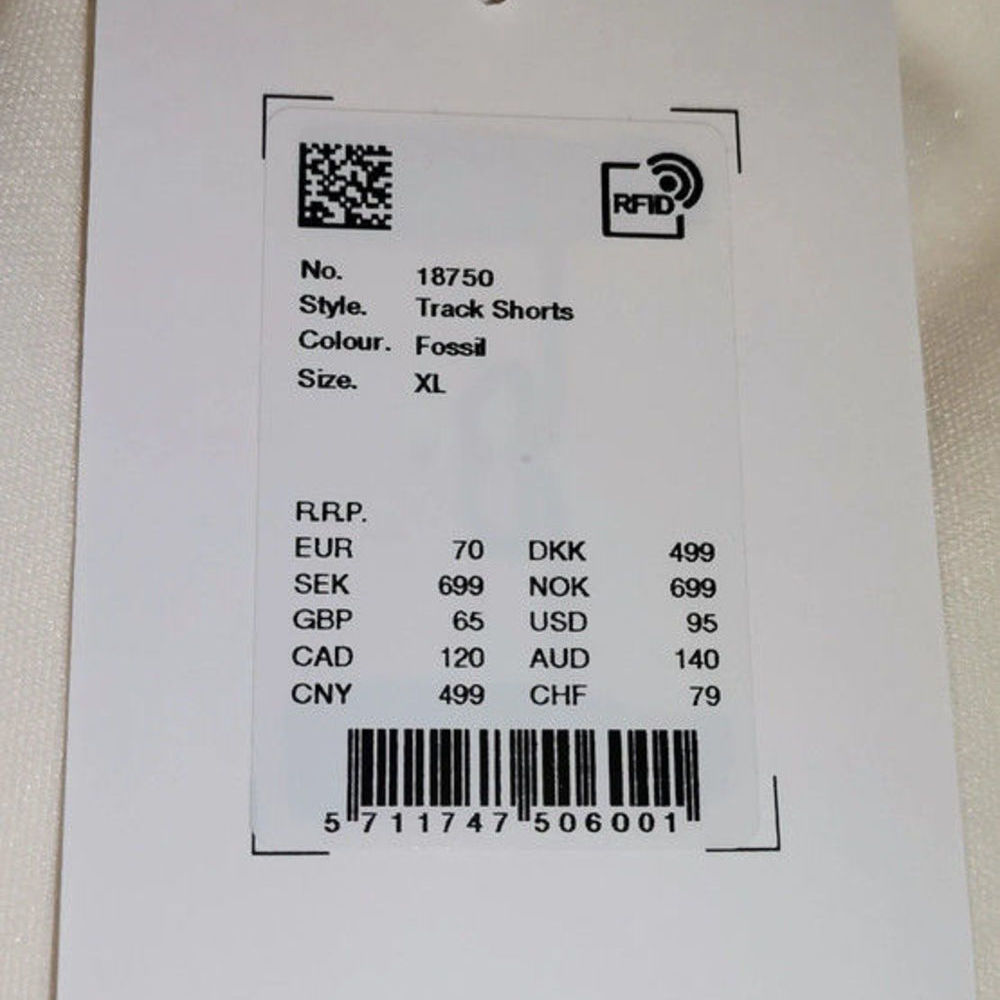 RFID
No. 18750
Style. Track Shorts
Colour. Fossil
Size. XL
R.R.P.
EUR 70 DKK 499
SEK 699 NOK 699
GBP 65 USD 95
CAD 120 AUD 140
CNY 499 CHF 79
5 711747 506001